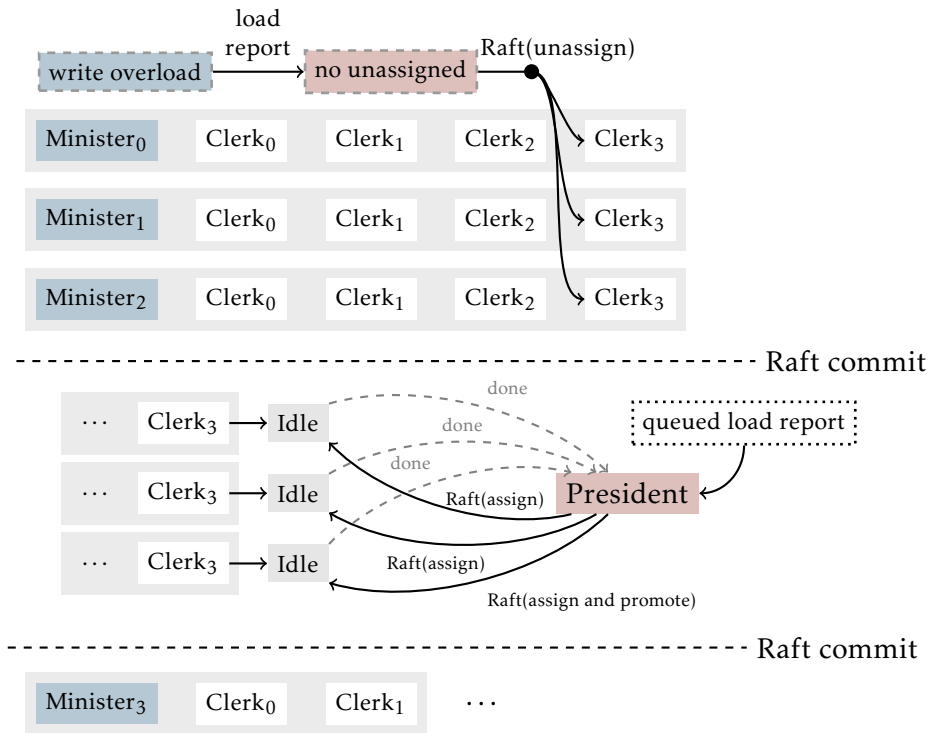 load
report
Raft(unassign)
write overload
no unassigned
Minister0 Clerk0 Clerk1 Clerk2 Clerk3
Minister1 Clerk0 Clerk1 Clerk2 Clerk3
Minister2 Clerk0 Clerk1 Clerk2 Clerk3
Raft commit
done
··· Clerk3 Idle
queued load report
done
done
··· Clerk3 Idle
President
Raft(assign)
··· Clerk3 Idle
Raft(assign)
Raft(assign and promote)
Raft commit
Minister3 Clerk0 Clerk1 ···